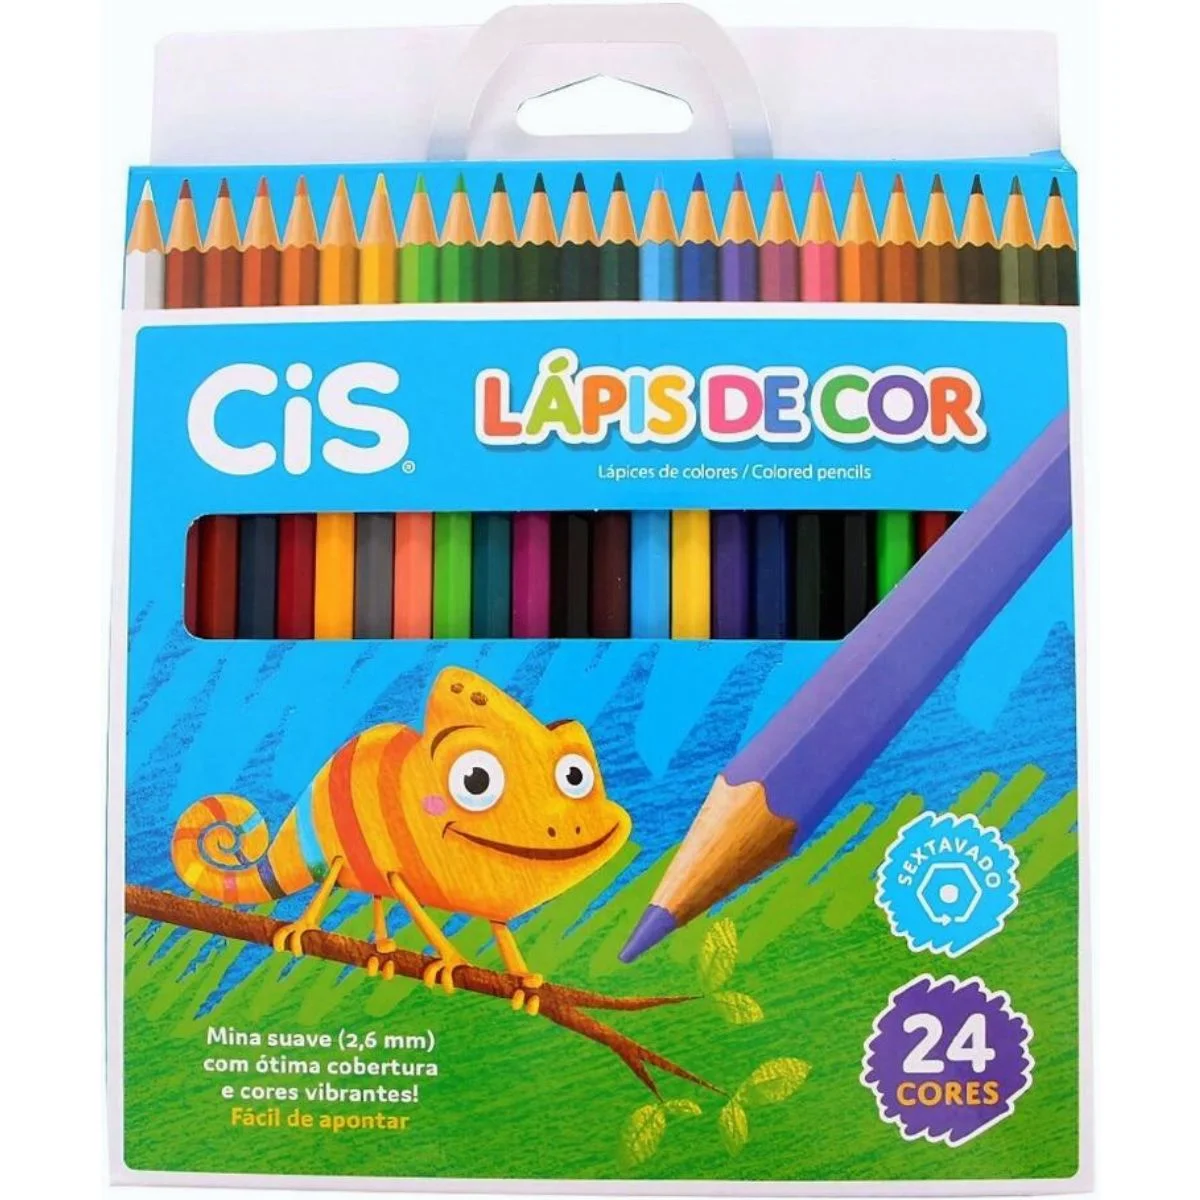 CiS®
LÁPIS DE COR
Lápices de colores / Colored pencils
SEXTAVADO
24
CORES
Mina suave (2,6 mm)
com ótima cobertura
e cores vibrantes!
Fácil de apontar